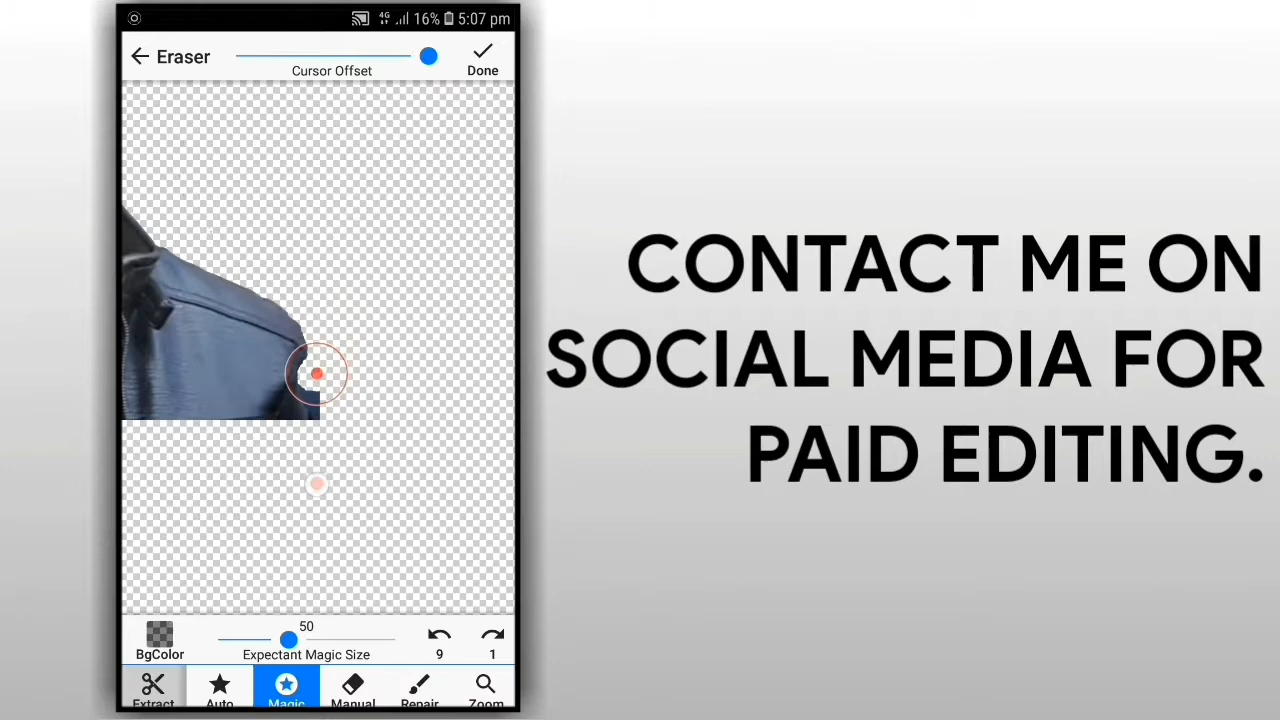 4G 16% 5:07 pm
Eraser
Cursor Offset
Done
CONTACT ME ON
SOCIAL MEDIA FOR
PAID EDITING.
50
BgColor
Expectant Magic Size
9
1
Extract Auto Magic Manual Repair Zoom